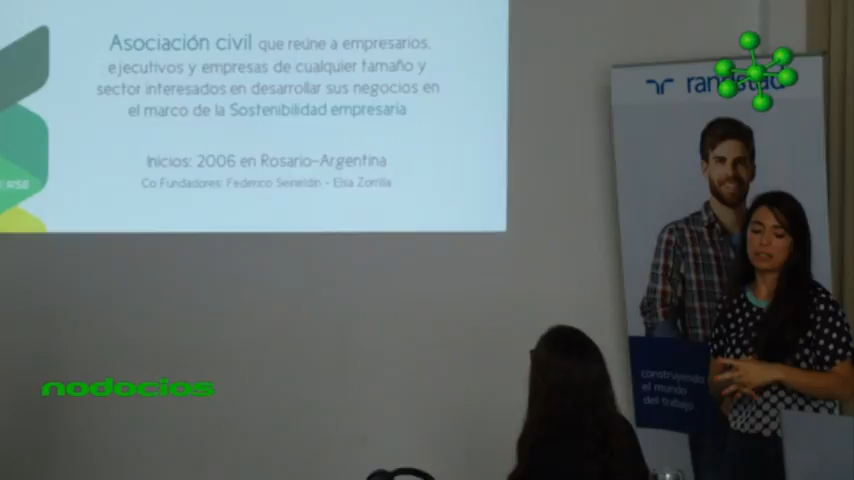 Asociación civil que reúne a empresarios,
ejecutivos y empresas de cualquier tamaño y
sector interesados en desarrollar sus negocios en
el marco de la Sostenibilidad empresaria
Inicios: 2006 en Rosario-Argentina
Co Fundadores: Federico Seineldin - Elsa Zorrilla
RSE
randstad
construyendo
el mundo
del trabajo
nodocios